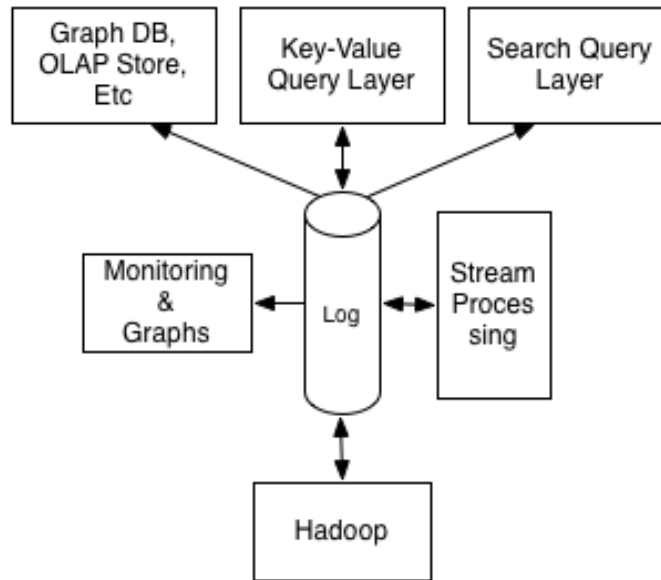 Graph DB,
OLAP Store,
Etc
Key-Value
Query Layer
Search Query
Layer
Monitoring
&
Graphs
Log
Stream
Proces
sing
Hadoop